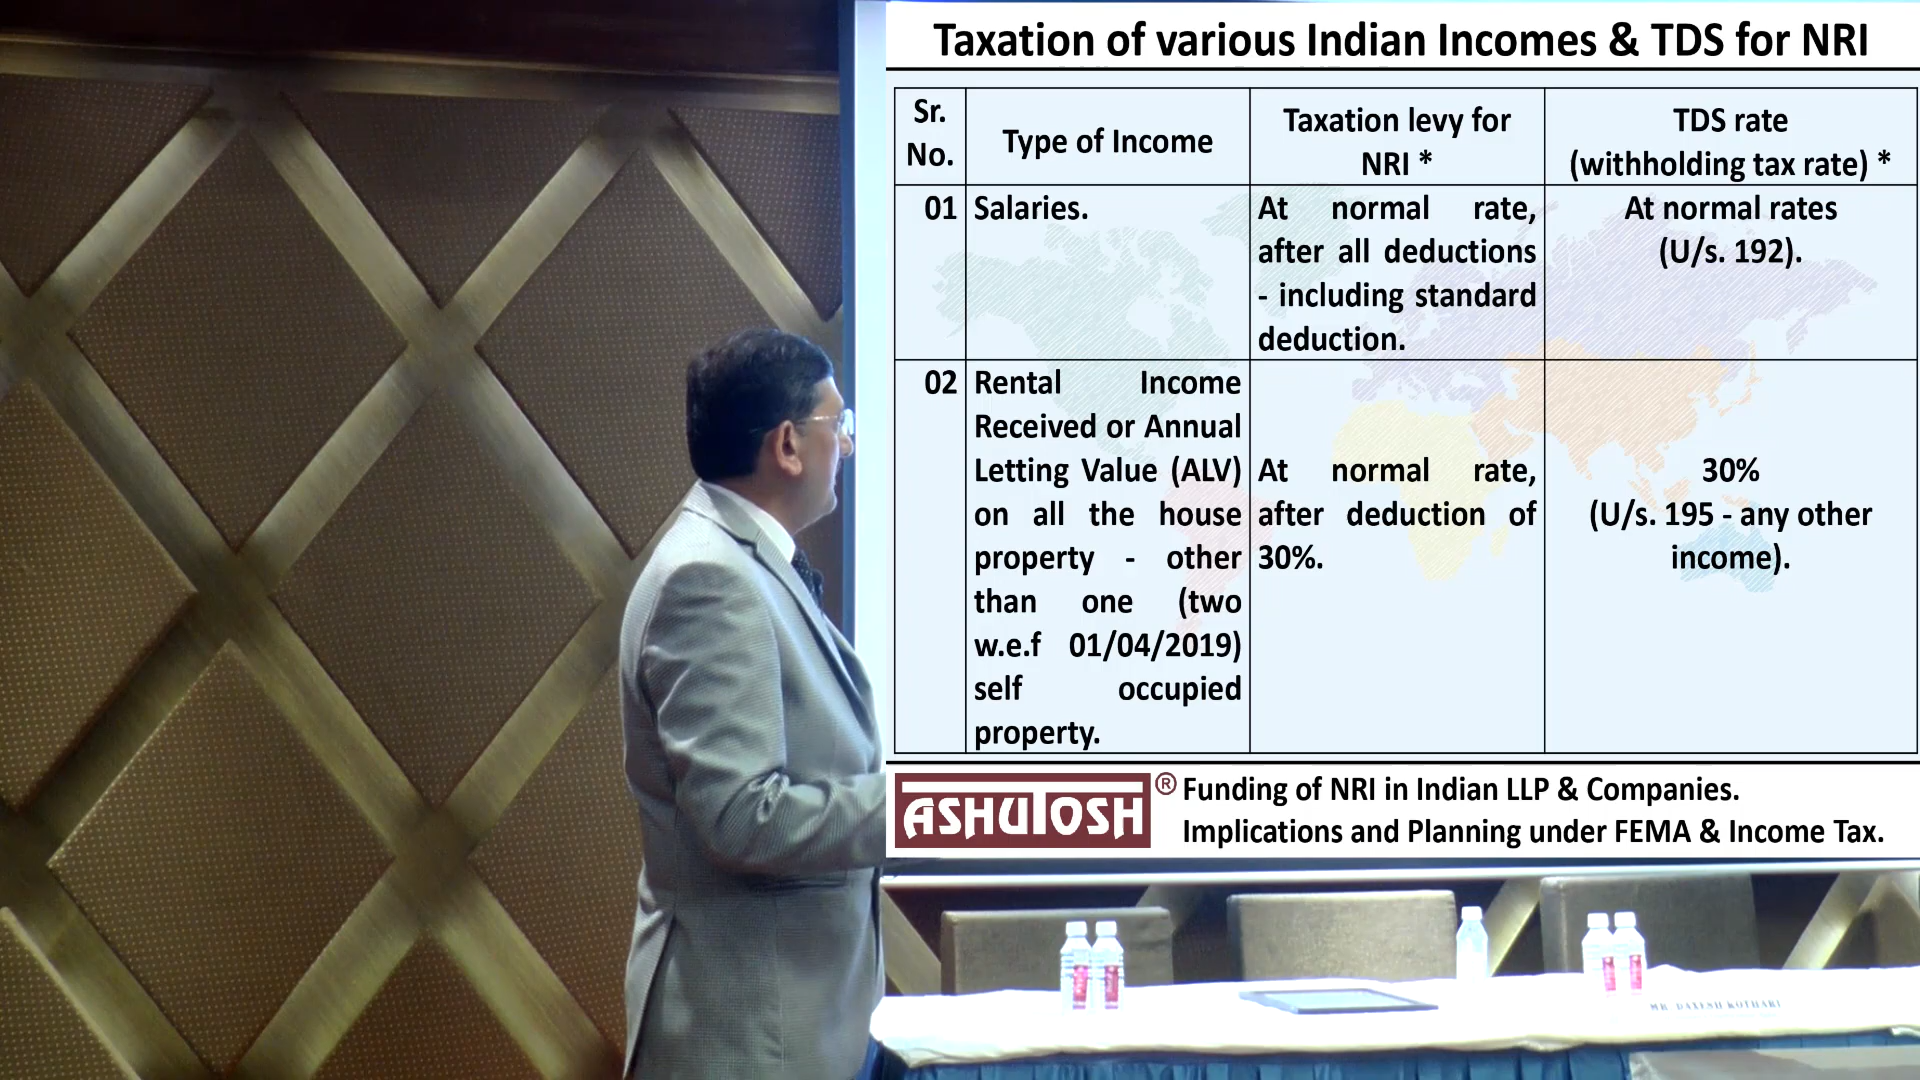 Taxation of various Indian Incomes & TDS for NRI
Sr.
No.
Type of Income
Taxation levy for
NRI *
TDS rate
(withholding tax rate) *
01
Salaries.
At normal rate,
after all deductions
- including standard
deduction.
At normal rates
(U/s. 192).
02
Rental Income
Received or Annual
Letting Value (ALV)
on all the house
property - other
than one (two
w.e.f 01/04/2019)
self occupied
property.
At normal rate,
after deduction of
30%.
30%
(U/s. 195 - any other
income).
ASHUTOSH ®
Funding of NRI in Indian LLP & Companies.
Implications and Planning under FEMA & Income Tax.
MR. DAXESH KOTHARI